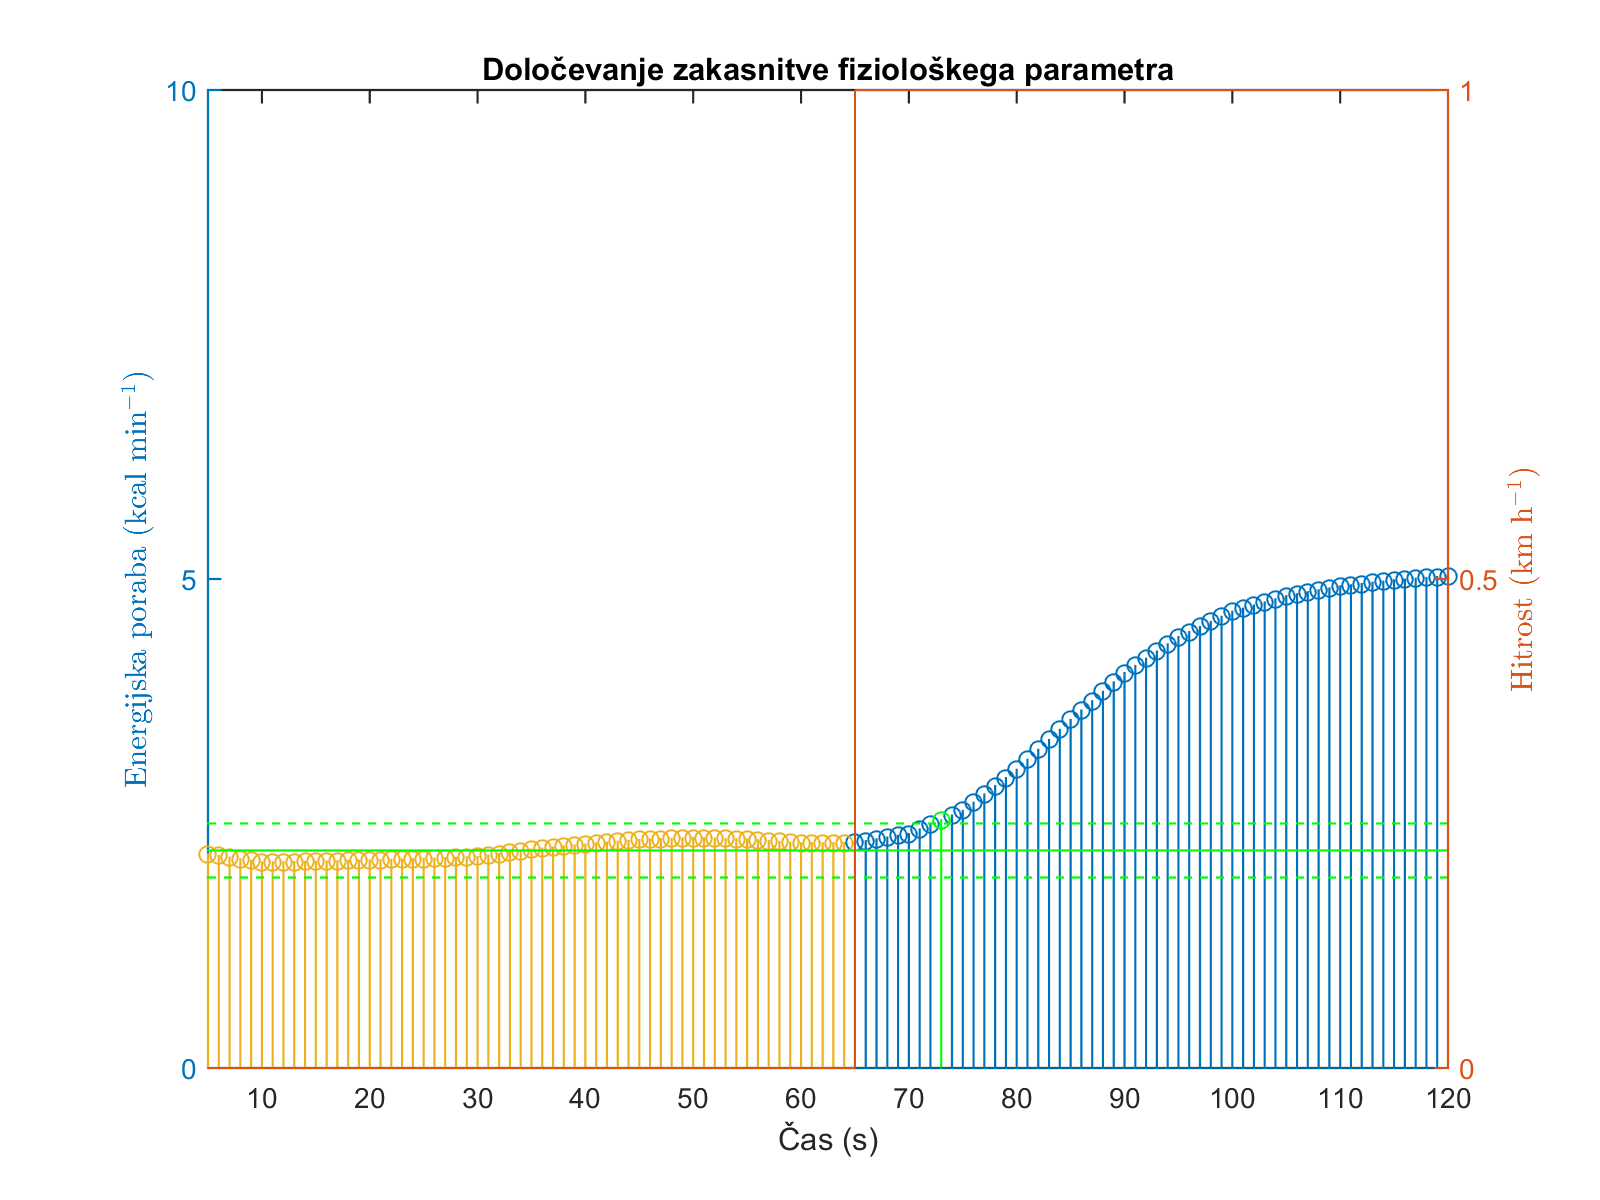 Določevanje zakasnitve fiziološkega parametra
10
5
0
Energijska poraba (kcal min⁻¹)
1
0.5
0
Hitrost (km h⁻¹)
10 20 30 40 50 60 70 80 90 100 110 120
Čas (s)